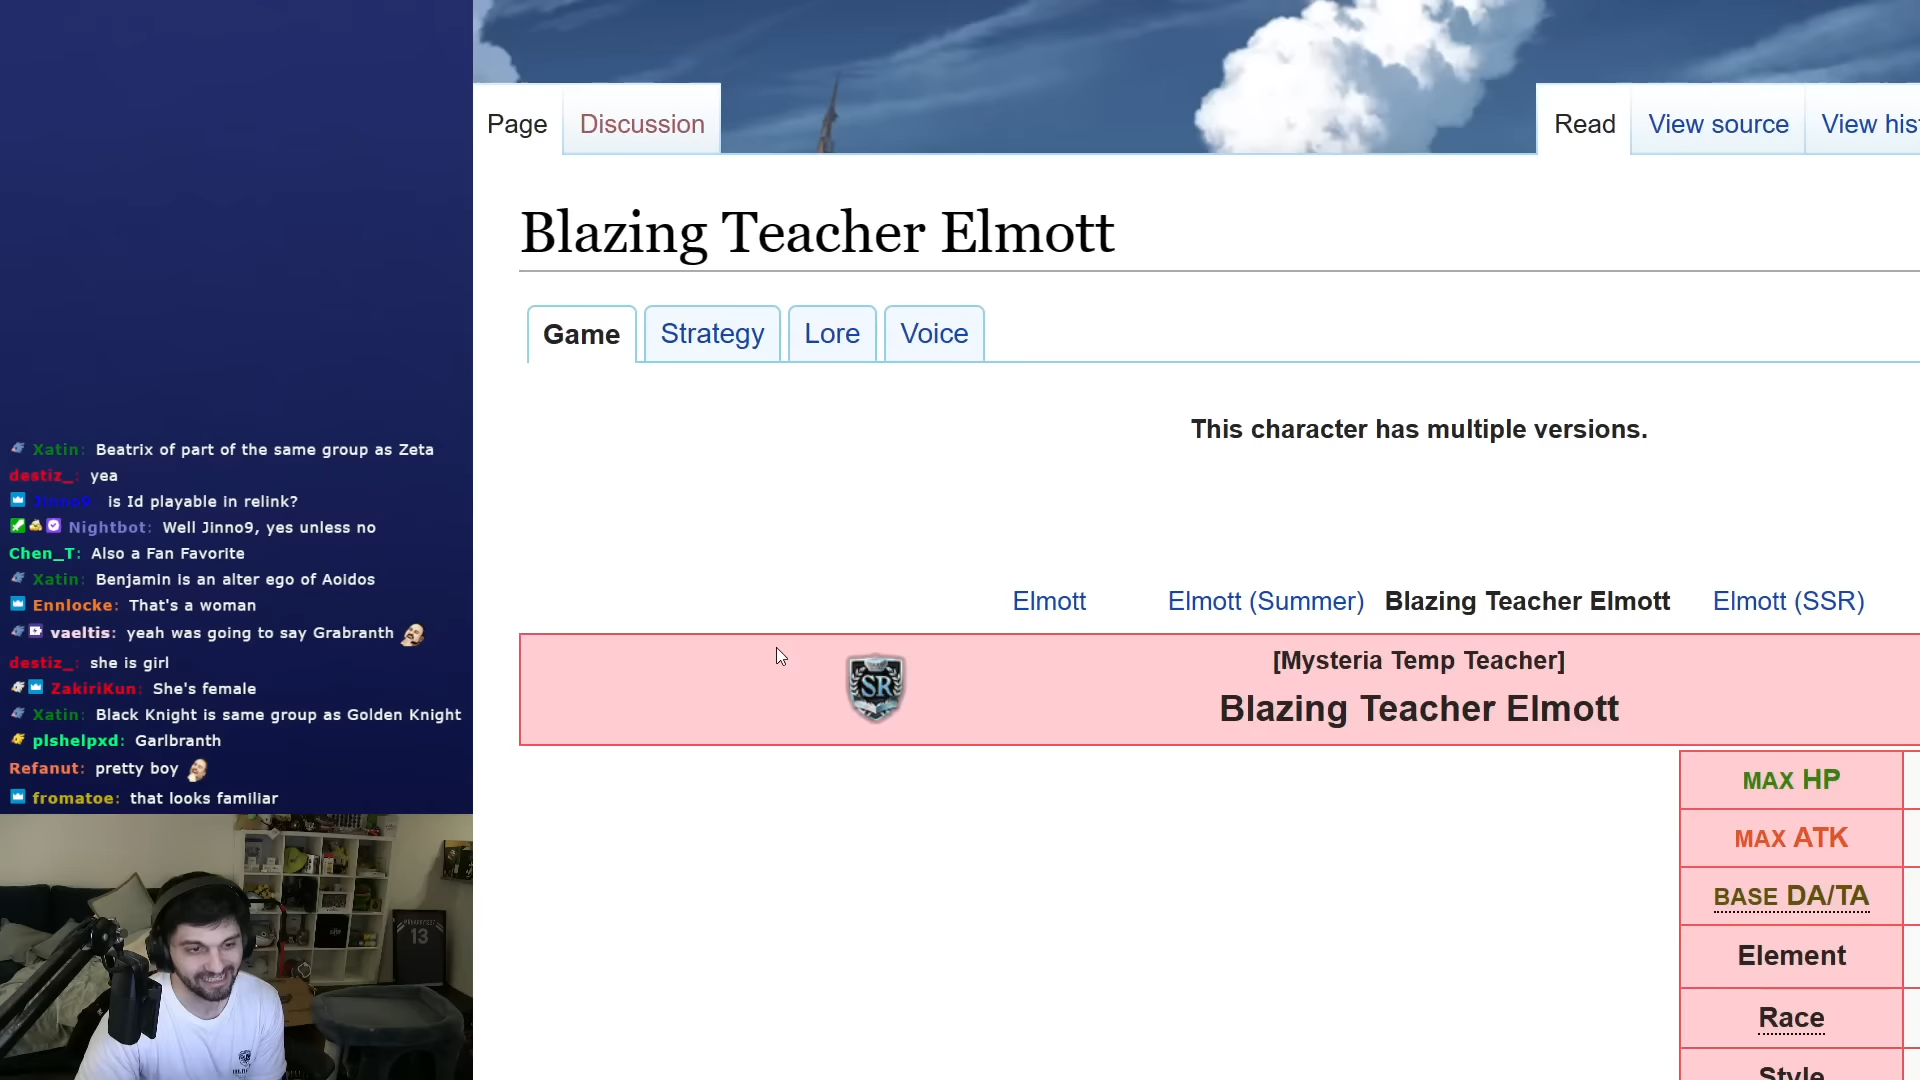 Page
Discussion
Read
View source
View his
Blazing Teacher Elmott
Game
Strategy
Lore
Voice
This character has multiple versions.
Elmott
Elmott (Summer)
Blazing Teacher Elmott
Elmott (SSR)
SR
[Mysteria Temp Teacher]
Blazing Teacher Elmott
MAX HP
MAX ATK
BASE DA/TA
Element
Race
Style
Xatin: Beatrix of part of the same group as Zeta
destiz_: yea
Jinno9 is Id playable in relink?
Nightbot: Well Jinno9, yes unless no
Chen_T: Also a Fan Favorite
Xatin: Benjamin is an alter ego of Aoidos
Ennlocke: That's a woman
vaeltis: yeah was going to say Grabranth
destiz_: she is girl
ZakiriKun: She's female
Xatin: Black Knight is same group as Golden Knight
plshelpxd: Garlbranth
Refanut: pretty boy
fromatoe: that looks familiar
13